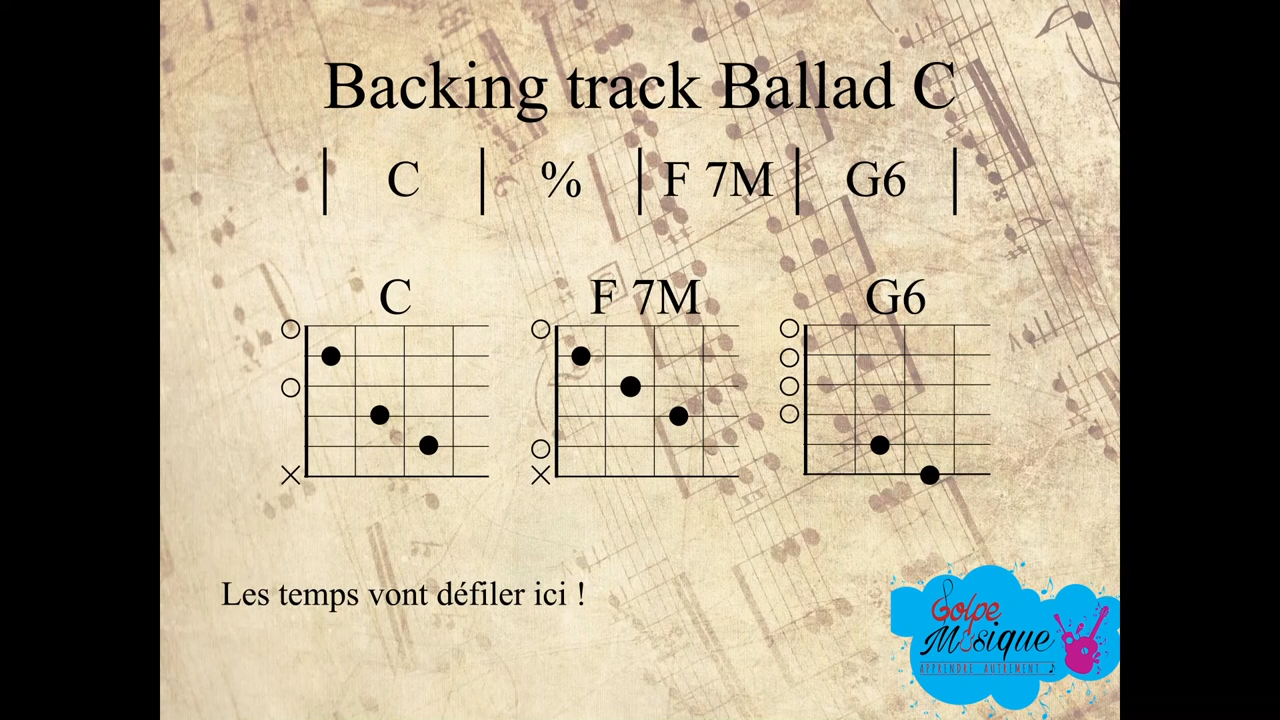 Backing track Ballad C
| C | % | F 7M | G6 |
C F 7M G6
Les temps vont défiler ici !
Golpe
Musique
APPRENDRE AUTREMENT